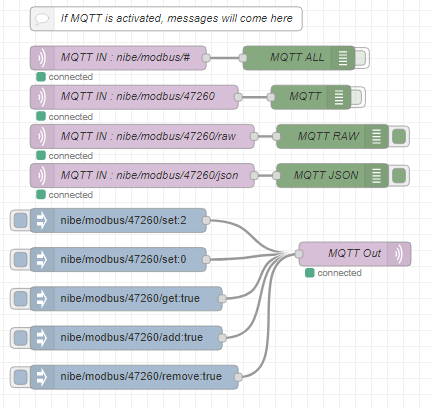 If MQTT is activated, messages will come here
MQTT IN : nibe/modbus/#
MQTT ALL
connected
MQTT IN : nibe/modbus/47260
MQTT
connected
MQTT IN : nibe/modbus/47260/raw
MQTT RAW
connected
MQTT IN : nibe/modbus/47260/json
MQTT JSON
connected
nibe/modbus/47260/set:2
nibe/modbus/47260/set:0
MQTT Out
connected
nibe/modbus/47260/get:true
nibe/modbus/47260/add:true
nibe/modbus/47260/remove:true